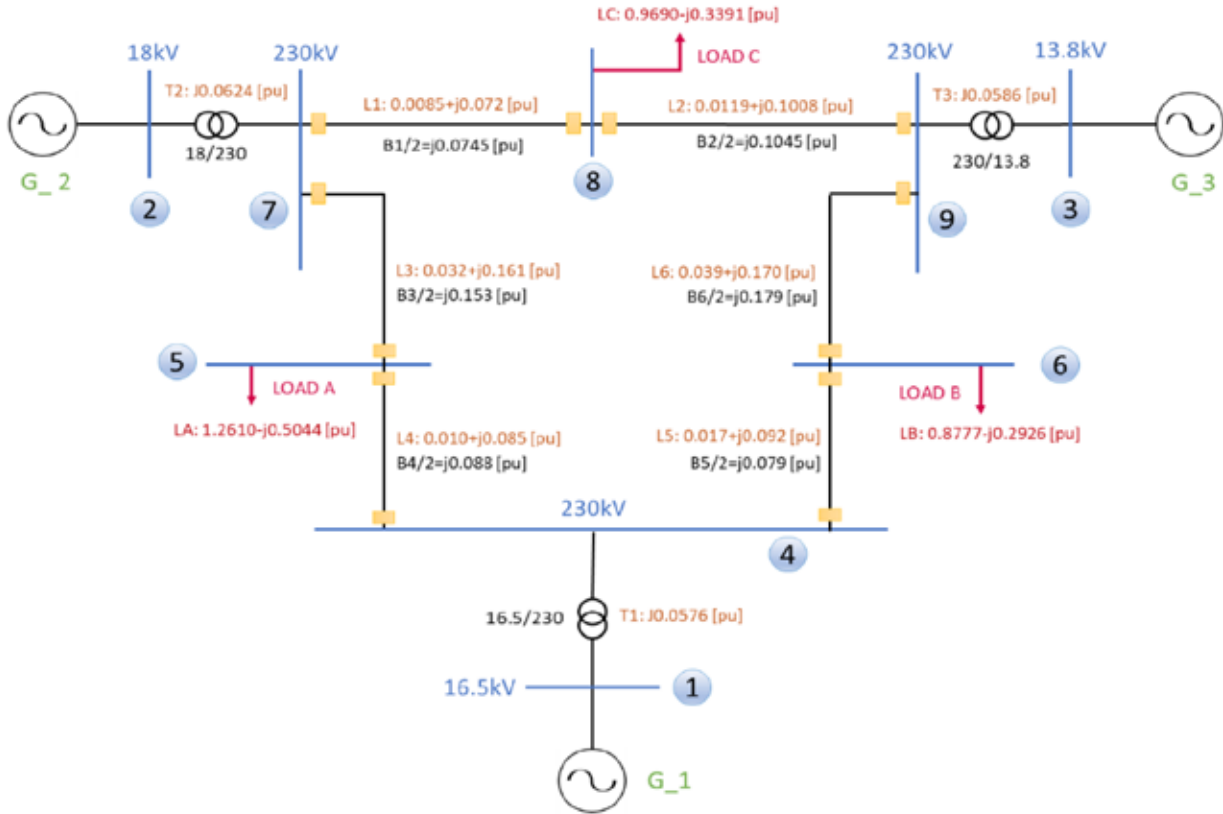 LC: 0.9690-j0.3391 [pu]
18kV
230kV
LOAD C
230kV
13.8kV
T2: J0.0624 [pu]
L1: 0.0085+j0.072 [pu]
L2: 0.0119+j0.1008 [pu]
T3: J0.0586 [pu]
18/230
B1/2=j0.0745 [pu]
B2/2=j0.1045 [pu]
230/13.8
G_ 2
G_3
2
7
8
9
3
L3: 0.032+j0.161 [pu]
B3/2=j0.153 [pu]
L6: 0.039+j0.170 [pu]
B6/2=j0.179 [pu]
5
6
LOAD A
LOAD B
LA: 1.2610-j0.5044 [pu]
LB: 0.8777-j0.2926 [pu]
L4: 0.010+j0.085 [pu]
B4/2=j0.088 [pu]
L5: 0.017+j0.092 [pu]
B5/2=j0.079 [pu]
230kV
4
16.5/230
T1: J0.0576 [pu]
16.5kV
1
G_1